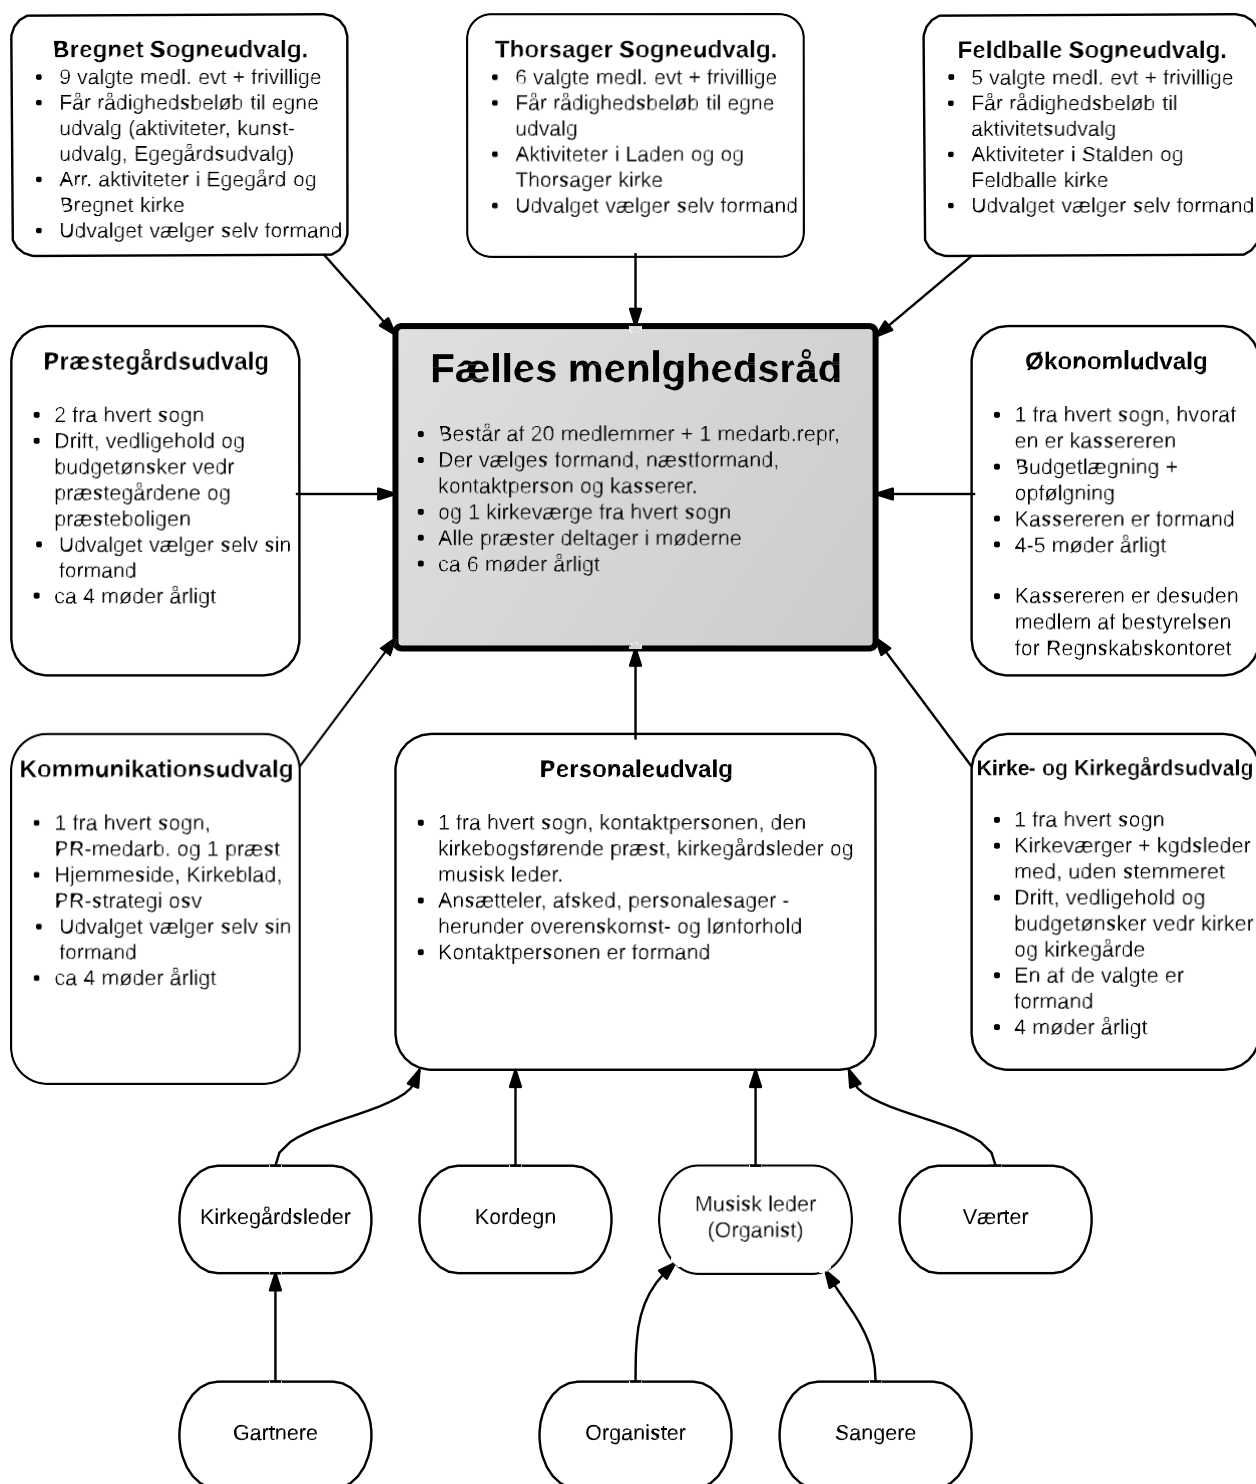 Bregnet Sogneudvalg.
• 9 valgte medl. evt + frivillige
• Får rådighedsbeløb til egne
udvalg (aktiviteter, kunst-
udvalg, Egegårdsudvalg)
• Arr. aktiviteter i Egegård og
Bregnet kirke
• Udvalget vælger selv formand
Thorsager Sogneudvalg.
• 6 valgte medl. evt + frivillige
• Får rådighedsbeløb til egne
udvalg
• Aktiviteter i Laden og og
Thorsager kirke
• Udvalget vælger selv formand
Feldballe Sogneudvalg.
• 5 valgte medl. evt + frivillige
• Får rådighedsbeløb til
aktivitetsudvalg
• Aktiviteter i Stalden og
Feldballe kirke
• Udvalget vælger selv formand
Præstegårdsudvalg
• 2 fra hvert sogn
• Drift, vedligehold og
budgetønsker vedr
præstegårdene og
præsteboligen
• Udvalget vælger selv sin
formand
• ca 4 møder årligt
Fælles menighedsråd
• Består af 20 medlemmer + 1 medarb.repr,
• Der vælges formand, næstformand,
kontaktperson og kasserer.
• og 1 kirkeværge fra hvert sogn
• Alle præster deltager i møderne
• ca 6 møder årligt
Økonomiudvalg
• 1 fra hvert sogn, hvoraf
en er kassereren
• Budgetlægning +
opfølgning
• Kassereren er formand
• 4-5 møder årligt
• Kassereren er desuden
medlem af bestyrelsen
for Regnskabskontoret
Kommunikationsudvalg
• 1 fra hvert sogn,
PR-medarb. og 1 præst
• Hjemmeside, Kirkeblad,
PR-strategi osv
• Udvalget vælger selv sin
formand
• ca 4 møder årligt
Personaleudvalg
• 1 fra hvert sogn, kontaktpersonen, den
kirkebogsførende præst, kirkegårdsleder og
musisk leder.
• Ansætteler, afsked, personalesager -
herunder overenskomst- og lønforhold
• Kontaktpersonen er formand
Kirke- og Kirkegårdsudvalg
• 1 fra hvert sogn
• Kirkeværger + kgdsleder
med, uden stemmeret
• Drift, vedligehold og
budgetønsker vedr kirker
og kirkegårde
• En af de valgte er
formand
• 4 møder årligt
Kirkegårdsleder
Kordegn
Musisk leder
(Organist)
Værter
Gartnere
Organister
Sangere